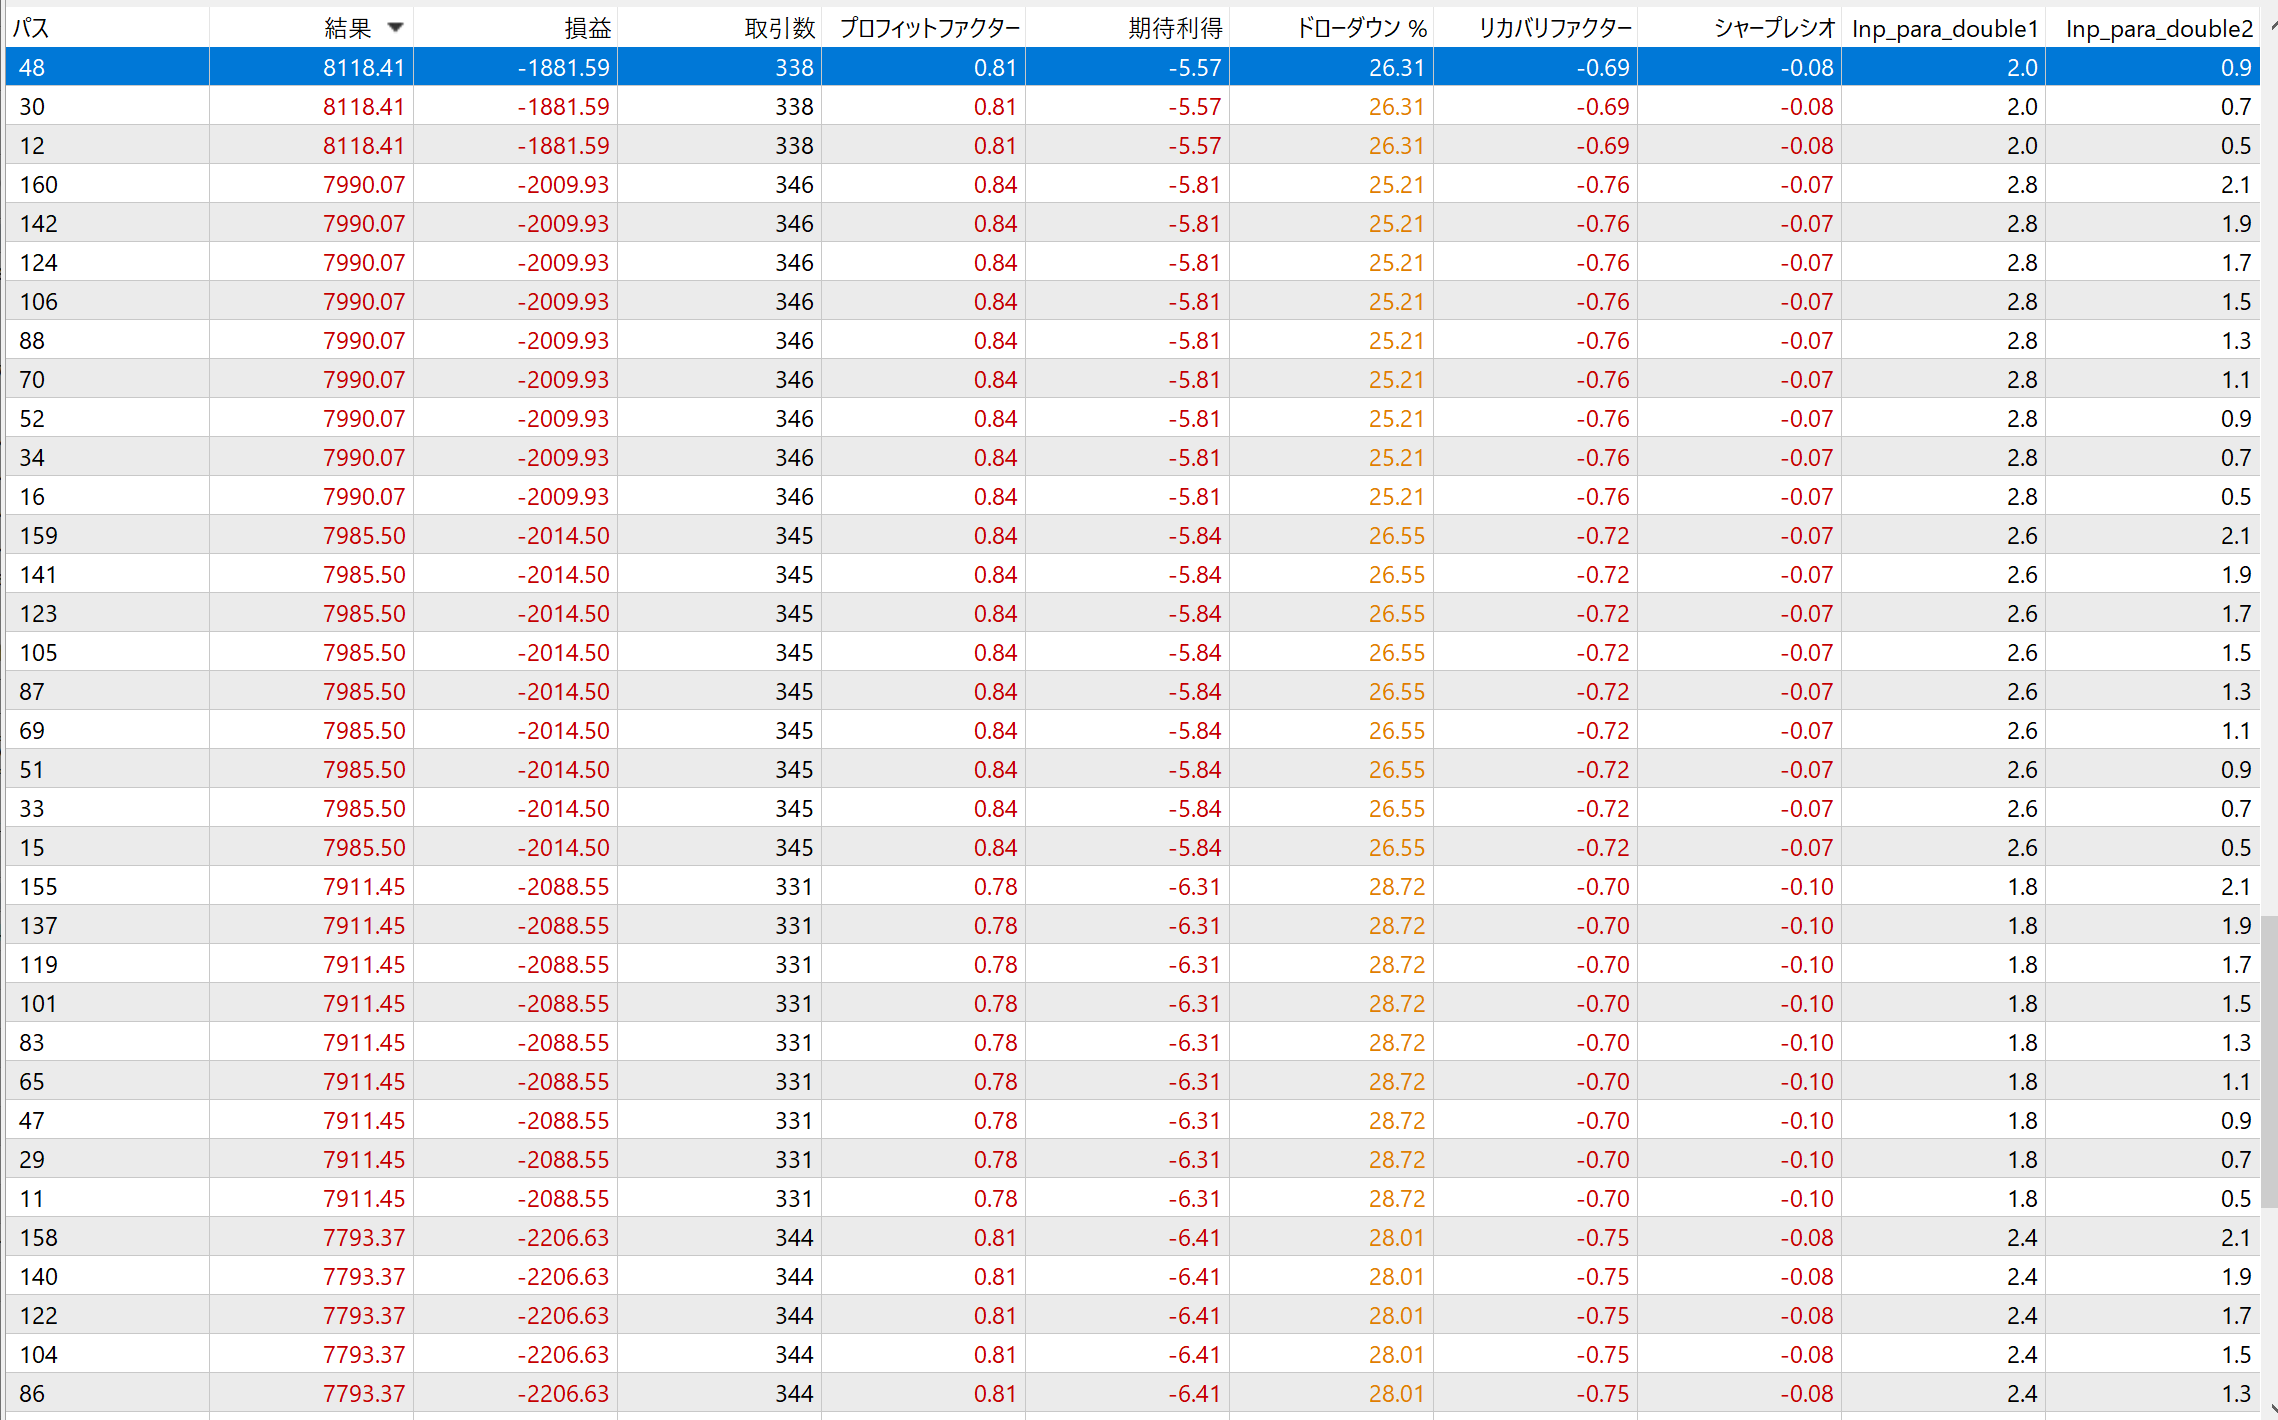 パス 結果 損益 取引数 プロフィットファクター 期待利得 ドローダウン % リカバリファクター シャープレシオ Inp_para_double1 Inp_para_double2
48 8118.41 -1881.59 338 0.81 -5.57 26.31 -0.69 -0.08 2.0 0.9
30 8118.41 -1881.59 338 0.81 -5.57 26.31 -0.69 -0.08 2.0 0.7
12 8118.41 -1881.59 338 0.81 -5.57 26.31 -0.69 -0.08 2.0 0.5
160 7990.07 -2009.93 346 0.84 -5.81 25.21 -0.76 -0.07 2.8 2.1
142 7990.07 -2009.93 346 0.84 -5.81 25.21 -0.76 -0.07 2.8 1.9
124 7990.07 -2009.93 346 0.84 -5.81 25.21 -0.76 -0.07 2.8 1.7
106 7990.07 -2009.93 346 0.84 -5.81 25.21 -0.76 -0.07 2.8 1.5
88 7990.07 -2009.93 346 0.84 -5.81 25.21 -0.76 -0.07 2.8 1.3
70 7990.07 -2009.93 346 0.84 -5.81 25.21 -0.76 -0.07 2.8 1.1
52 7990.07 -2009.93 346 0.84 -5.81 25.21 -0.76 -0.07 2.8 0.9
34 7990.07 -2009.93 346 0.84 -5.81 25.21 -0.76 -0.07 2.8 0.7
16 7990.07 -2009.93 346 0.84 -5.81 25.21 -0.76 -0.07 2.8 0.5
159 7985.50 -2014.50 345 0.84 -5.84 26.55 -0.72 -0.07 2.6 2.1
141 7985.50 -2014.50 345 0.84 -5.84 26.55 -0.72 -0.07 2.6 1.9
123 7985.50 -2014.50 345 0.84 -5.84 26.55 -0.72 -0.07 2.6 1.7
105 7985.50 -2014.50 345 0.84 -5.84 26.55 -0.72 -0.07 2.6 1.5
87 7985.50 -2014.50 345 0.84 -5.84 26.55 -0.72 -0.07 2.6 1.3
69 7985.50 -2014.50 345 0.84 -5.84 26.55 -0.72 -0.07 2.6 1.1
51 7985.50 -2014.50 345 0.84 -5.84 26.55 -0.72 -0.07 2.6 0.9
33 7985.50 -2014.50 345 0.84 -5.84 26.55 -0.72 -0.07 2.6 0.7
15 7985.50 -2014.50 345 0.84 -5.84 26.55 -0.72 -0.07 2.6 0.5
155 7911.45 -2088.55 331 0.78 -6.31 28.72 -0.70 -0.10 1.8 2.1
137 7911.45 -2088.55 331 0.78 -6.31 28.72 -0.70 -0.10 1.8 1.9
119 7911.45 -2088.55 331 0.78 -6.31 28.72 -0.70 -0.10 1.8 1.7
101 7911.45 -2088.55 331 0.78 -6.31 28.72 -0.70 -0.10 1.8 1.5
83 7911.45 -2088.55 331 0.78 -6.31 28.72 -0.70 -0.10 1.8 1.3
65 7911.45 -2088.55 331 0.78 -6.31 28.72 -0.70 -0.10 1.8 1.1
47 7911.45 -2088.55 331 0.78 -6.31 28.72 -0.70 -0.10 1.8 0.9
29 7911.45 -2088.55 331 0.78 -6.31 28.72 -0.70 -0.10 1.8 0.7
11 7911.45 -2088.55 331 0.78 -6.31 28.72 -0.70 -0.10 1.8 0.5
158 7793.37 -2206.63 344 0.81 -6.41 28.01 -0.75 -0.08 2.4 2.1
140 7793.37 -2206.63 344 0.81 -6.41 28.01 -0.75 -0.08 2.4 1.9
122 7793.37 -2206.63 344 0.81 -6.41 28.01 -0.75 -0.08 2.4 1.7
104 7793.37 -2206.63 344 0.81 -6.41 28.01 -0.75 -0.08 2.4 1.5
86 7793.37 -2206.63 344 0.81 -6.41 28.01 -0.75 -0.08 2.4 1.3